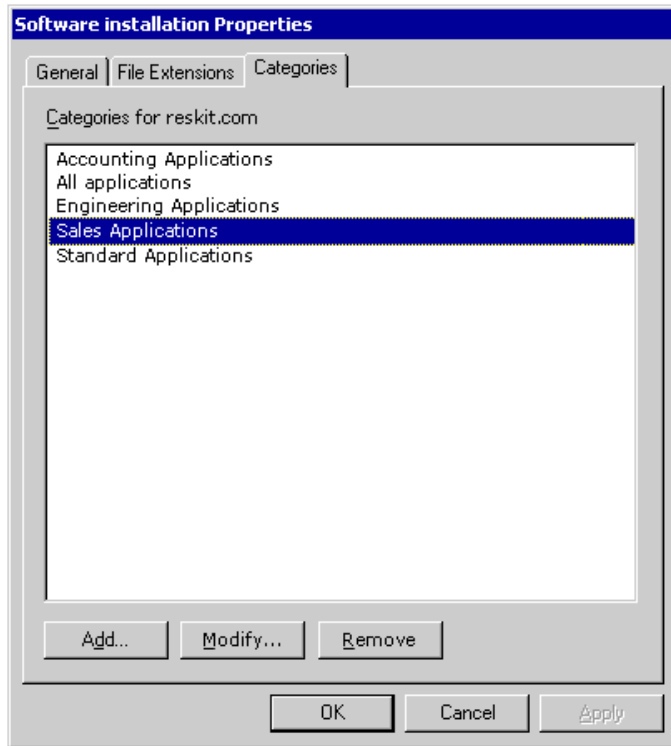 Software installation Properties
General File Extensions Categories
Categories for reskit.com
Accounting Applications
All applications
Engineering Applications
Sales Applications
Standard Applications
Add... Modify... Remove
OK Cancel Apply